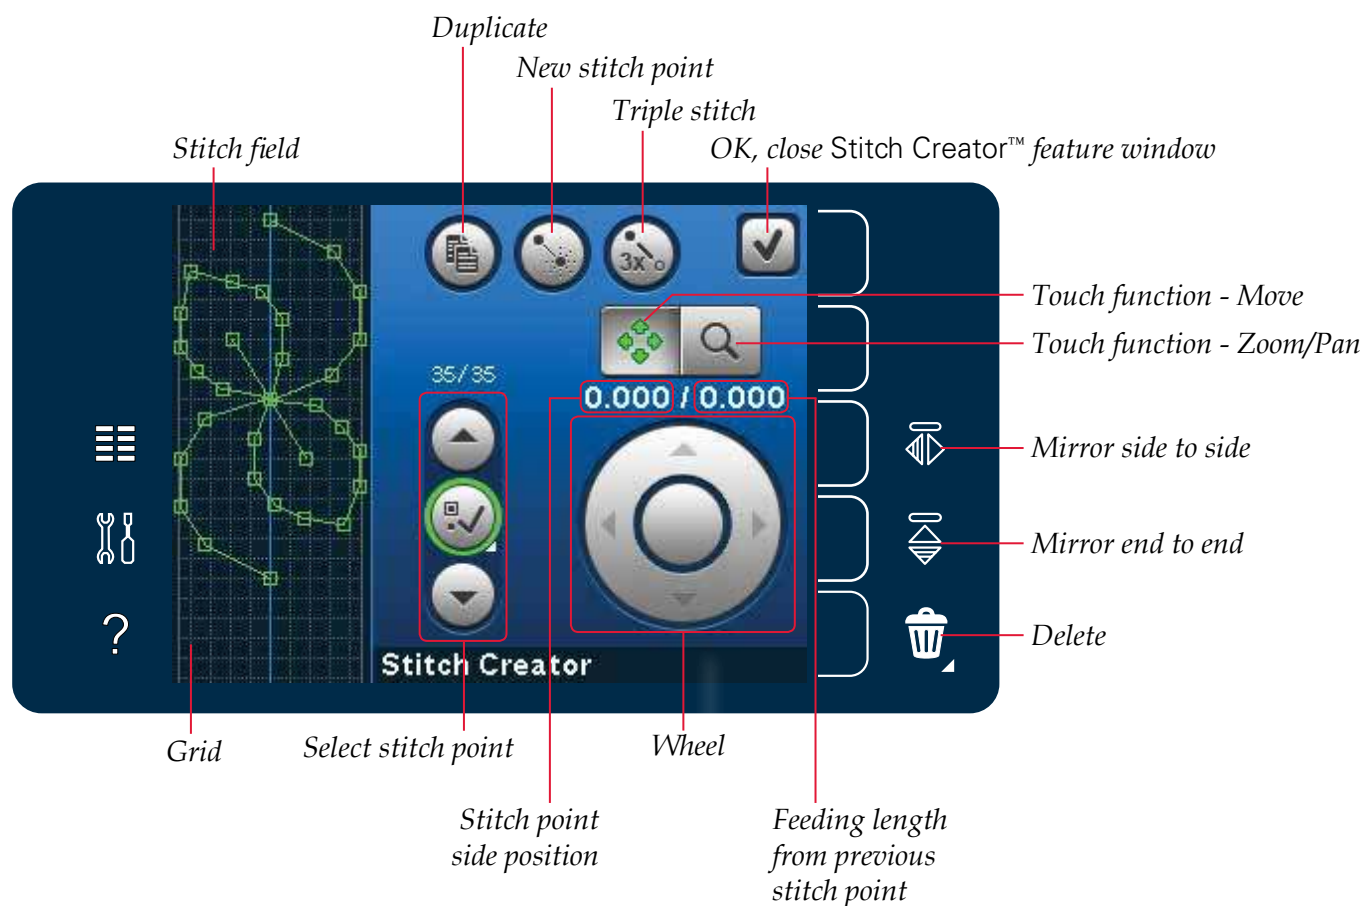 Duplicate
New stitch point
Triple stitch
Stitch field
OK, close Stitch Creator™ feature window
3x
Touch function - Move
Touch function - Zoom/Pan
35/35
0.000 / 0.000
Mirror side to side
Mirror end to end
?
Delete
Stitch Creator
Grid
Select stitch point
Wheel
Stitch point
side position
Feeding length
from previous
stitch point